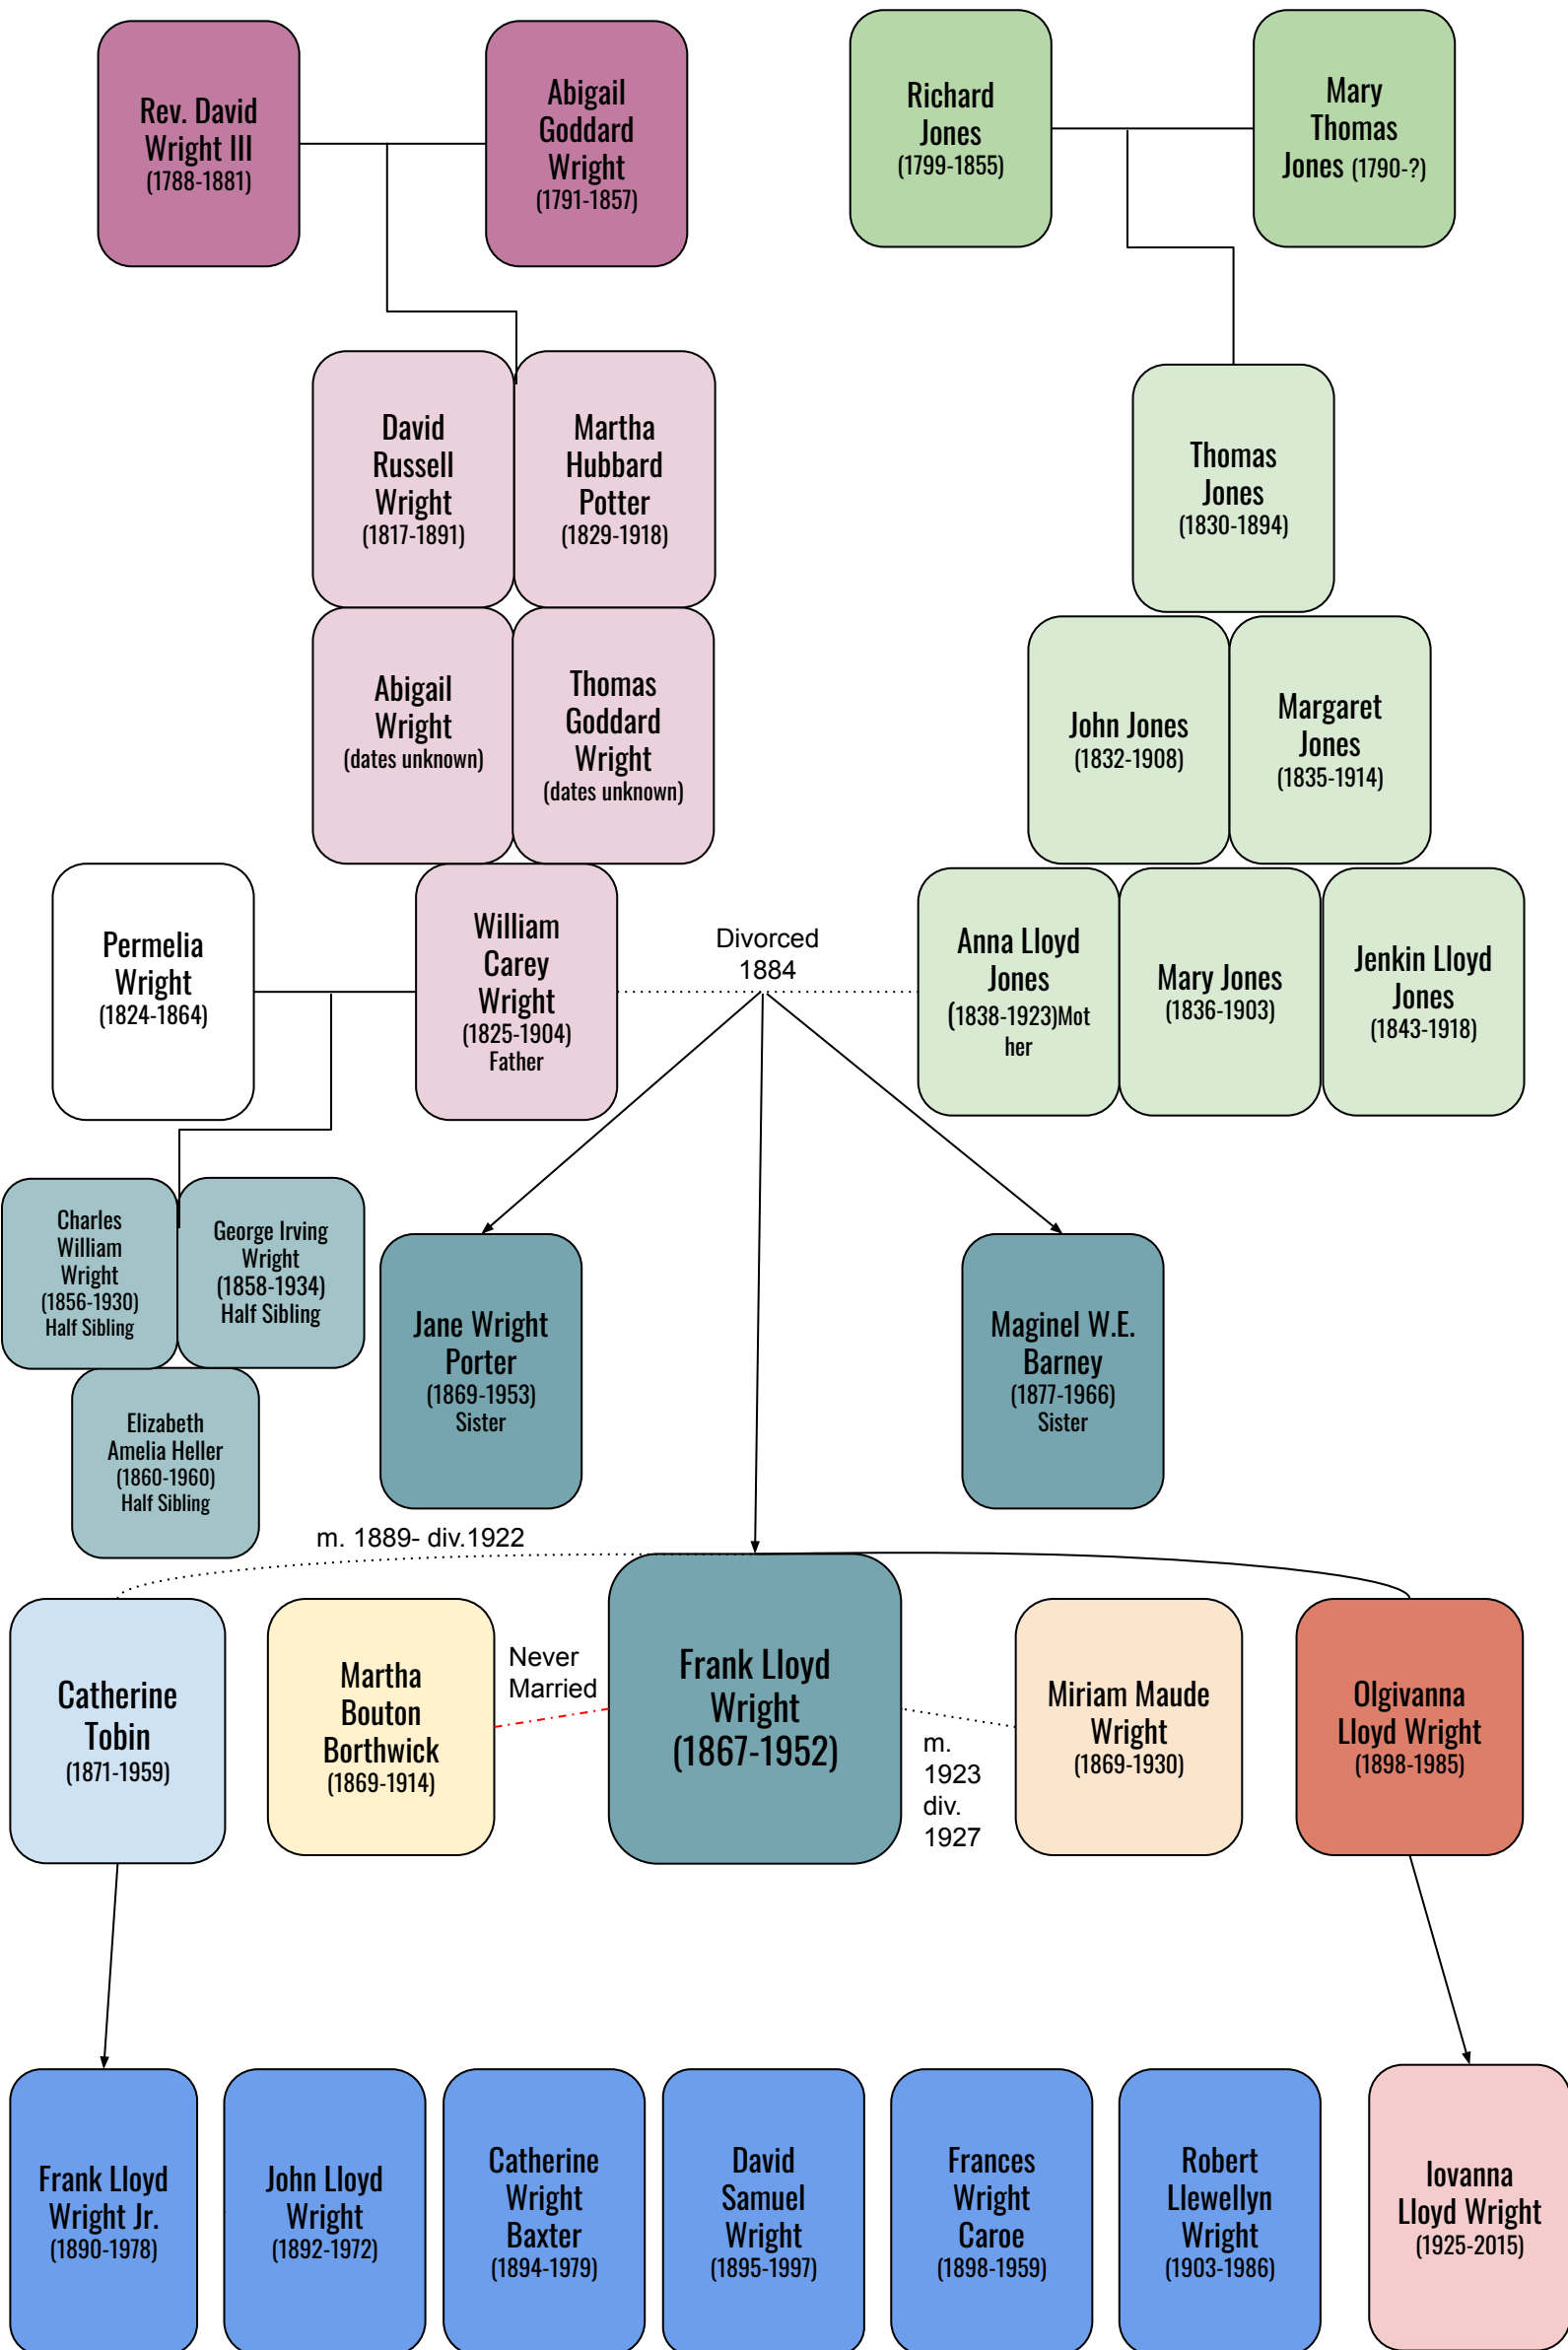 Rev. David
Wright III
(1788-1881)
Abigail
Goddard
Wright
(1791-1857)
Richard
Jones
(1799-1855)
Mary
Thomas
Jones (1790-?)
David
Russell
Wright
(1817-1891)
Martha
Hubbard
Potter
(1829-1918)
Thomas
Jones
(1830-1894)
Abigail
Wright
(dates unknown)
Thomas
Goddard
Wright
(dates unknown)
John Jones
(1832-1908)
Margaret
Jones
(1835-1914)
Permelia
Wright
(1824-1864)
William
Carey
Wright
(1825-1904)
Father
Divorced
1884
Anna Lloyd
Jones
(1838-1923)Mot
her
Mary Jones
(1836-1903)
Jenkin Lloyd
Jones
(1843-1918)
Charles
William
Wright
(1856-1930)
Half Sibling
George Irving
Wright
(1858-1934)
Half Sibling
Elizabeth
Amelia Heller
(1860-1960)
Half Sibling
Jane Wright
Porter
(1869-1953)
Sister
Maginel W.E.
Barney
(1877-1966)
Sister
m. 1889- div.1922
Catherine
Tobin
(1871-1959)
Martha
Bouton
Borthwick
(1869-1914)
Never
Married
Frank Lloyd
Wright
(1867-1952)
m.
1923
div.
1927
Miriam Maude
Wright
(1869-1930)
Olgivanna
Lloyd Wright
(1898-1985)
Frank Lloyd
Wright Jr.
(1890-1978)
John Lloyd
Wright
(1892-1972)
Catherine
Wright
Baxter
(1894-1979)
David
Samuel
Wright
(1895-1997)
Frances
Wright
Caroe
(1898-1959)
Robert
Llewellyn
Wright
(1903-1986)
Iovanna
Lloyd Wright
(1925-2015)